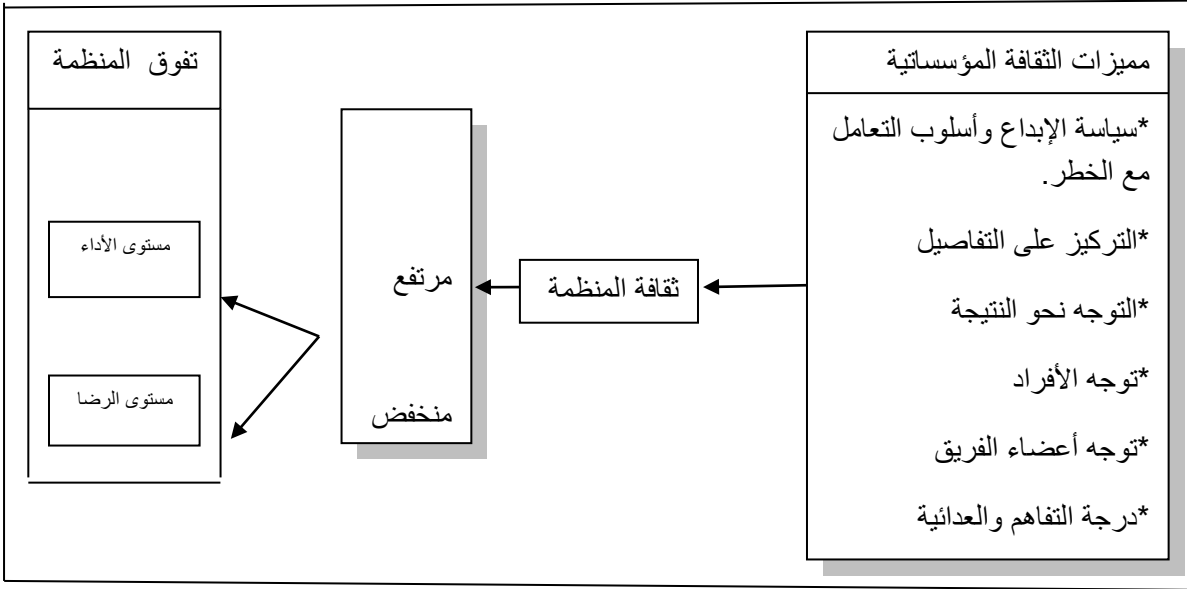 مميزات الثقافة المؤسساتية
*سياسة الإبداع وأسلوب التعامل
مع الخطر.
*التركيز على التفاصيل
*التوجه نحو النتيجة
*توجه الأفراد
*توجه أعضاء الفريق
*درجة التفاهم والعدائية
ثقافة المنظمة
مرتفع
منخفض
تفوق المنظمة
مستوى الأداء
مستوى الرضا